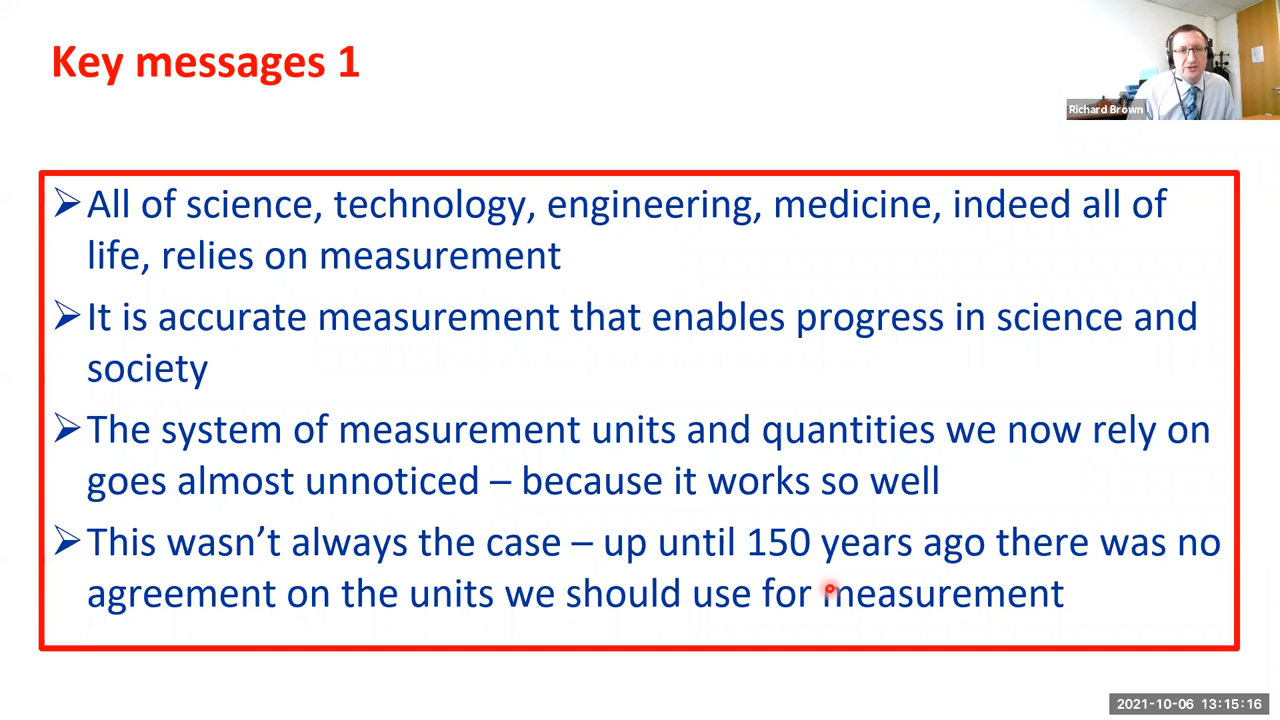 Key messages 1
Richard Brown
➢All of science, technology, engineering, medicine, indeed all of
life, relies on measurement
➢It is accurate measurement that enables progress in science and
society
➢The system of measurement units and quantities we now rely on
goes almost unnoticed – because it works so well
➢This wasn’t always the case – up until 150 years ago there was no
agreement on the units we should use for measurement
2021-10-06 13:15:16